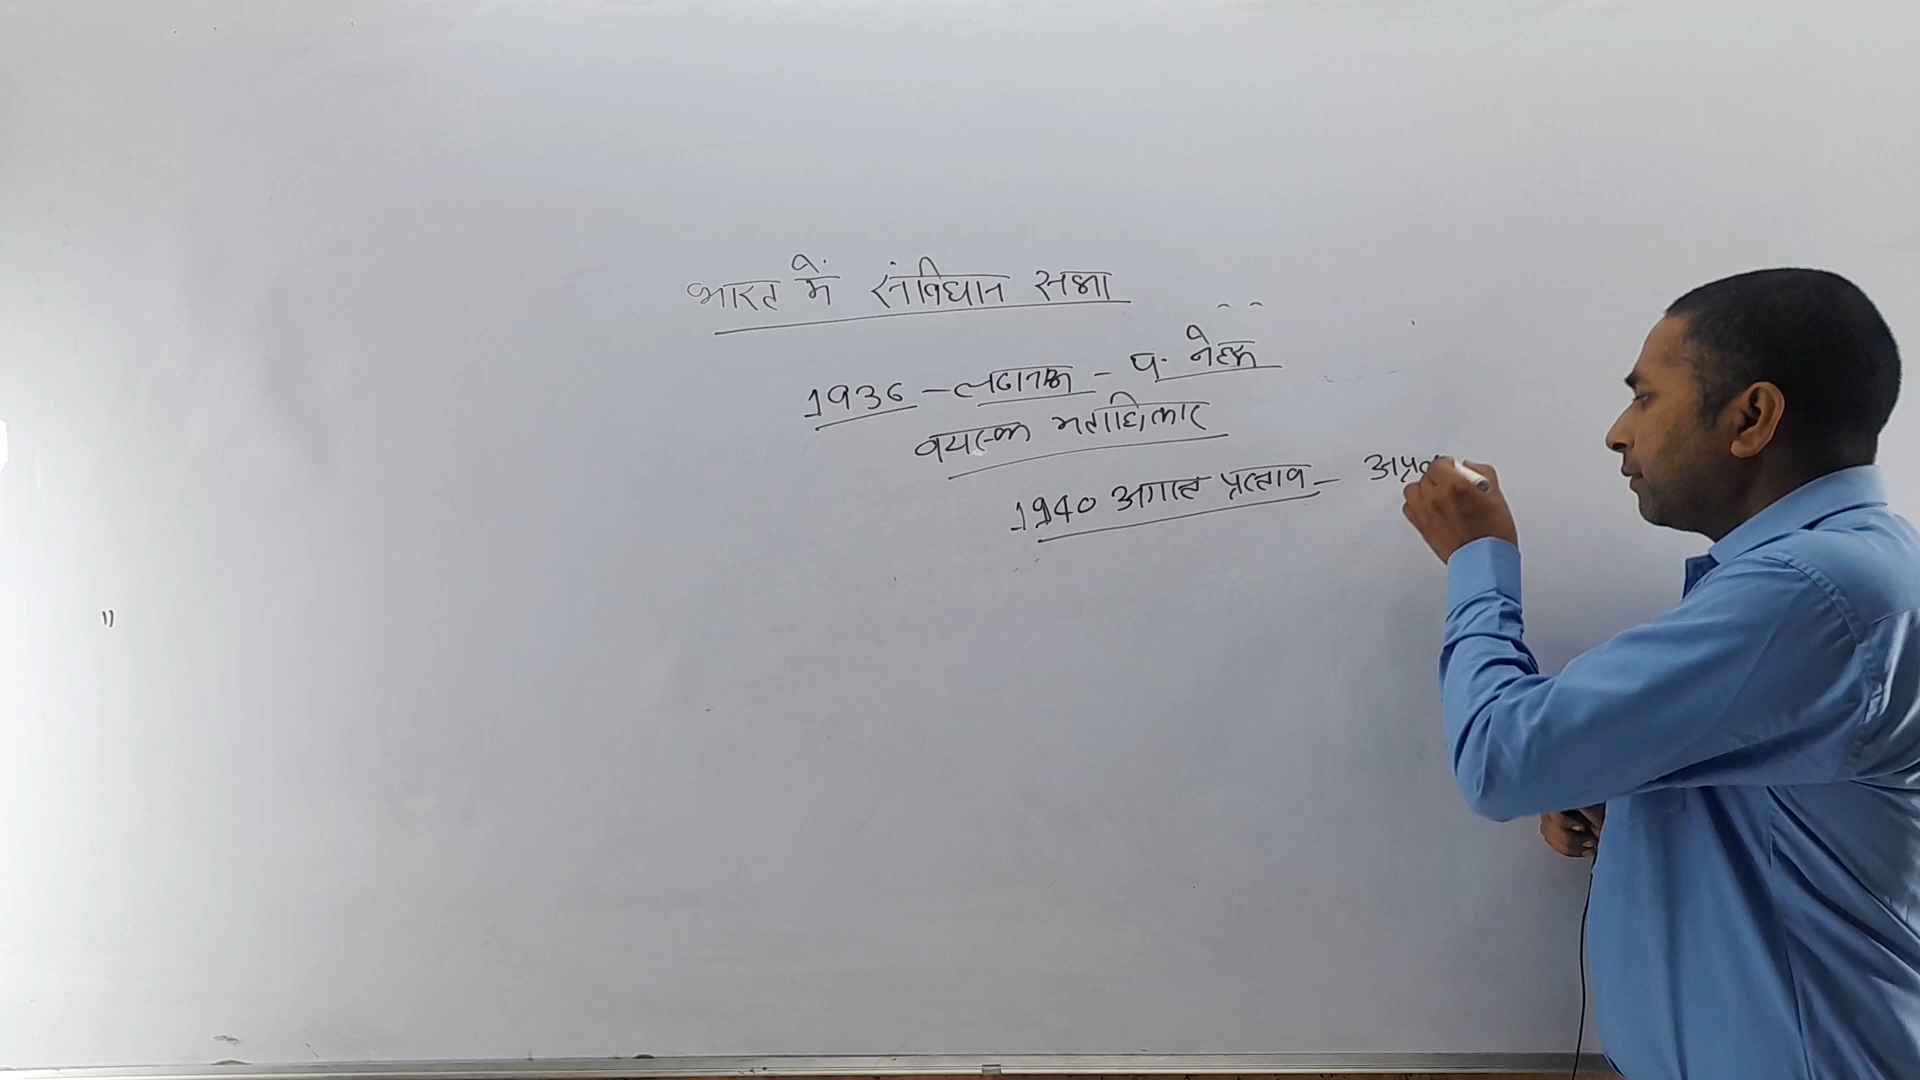 भारत में संविधान सभा
1936 - लखनऊ - प. नेहरू
वयस्क मताधिकार
1940 अगस्त प्रस्ताव -